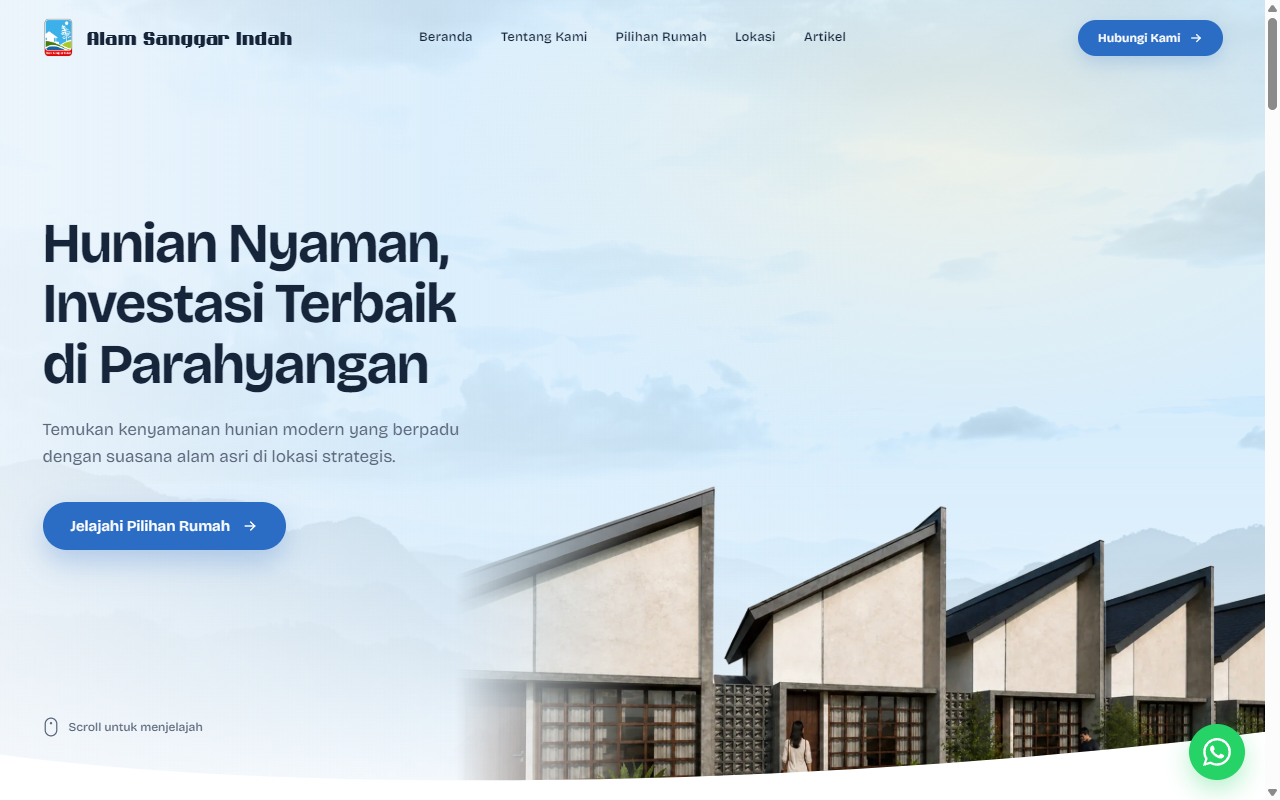 Alam Sanggar Indah
Beranda
Tentang Kami
Pilihan Rumah
Lokasi
Artikel
Hubungi Kami
Hunian Nyaman,
Investasi Terbaik
di Parahyangan
Temukan kenyamanan hunian modern yang berpadu
dengan suasana alam asri di lokasi strategis.
Jelajahi Pilihan Rumah
Scroll untuk menjelajah